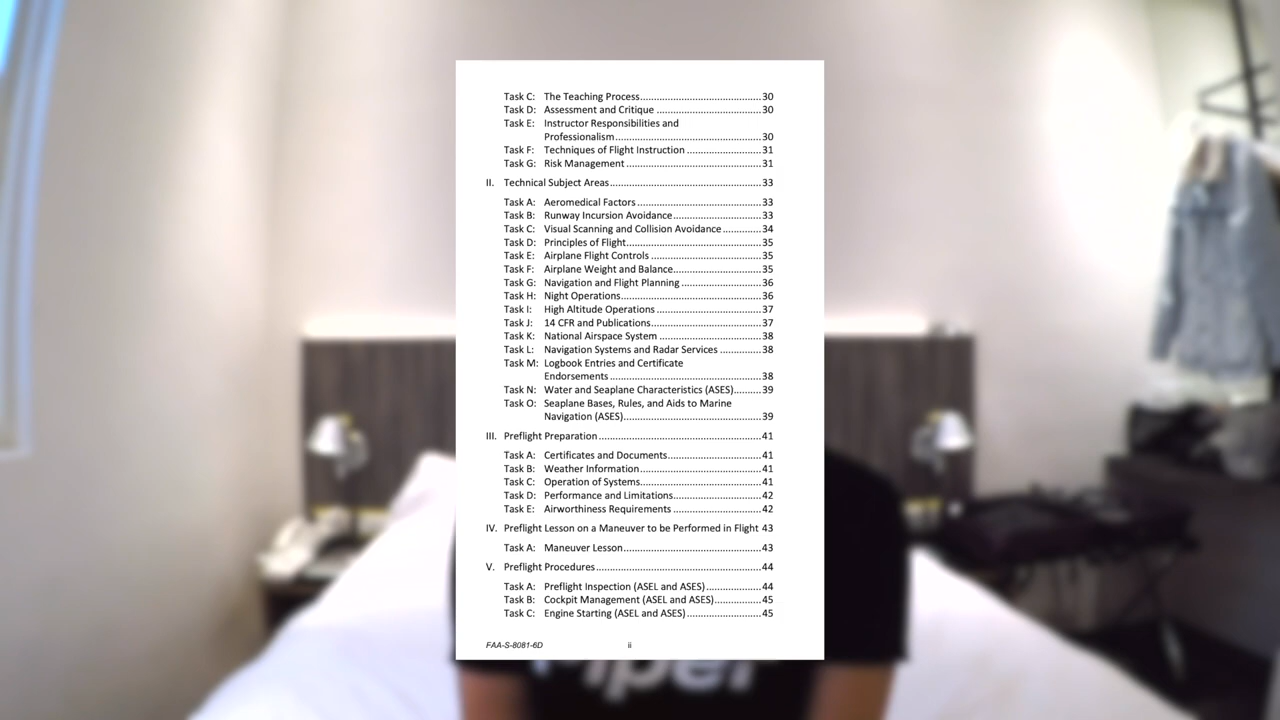 Task C: The Teaching Process............................................30
Task D: Assessment and Critique .......................................30
Task E: Instructor Responsibilities and
Professionalism.....................................................30
Task F: Techniques of Flight Instruction ............................31
Task G: Risk Management .................................................31
II. Technical Subject Areas.......................................................33
Task A: Aeromedical Factors .............................................33
Task B: Runway Incursion Avoidance................................33
Task C: Visual Scanning and Collision Avoidance..............34
Task D: Principles of Flight.................................................35
Task E: Airplane Flight Controls ........................................35
Task F: Airplane Weight and Balance................................35
Task G: Navigation and Flight Planning .............................36
Task H: Night Operations...................................................36
Task I: High Altitude Operations ......................................37
Task J: 14 CFR and Publications........................................37
Task K: National Airspace System .....................................38
Task L: Navigation Systems and Radar Services ...............38
Task M: Logbook Entries and Certificate
Endorsements .......................................................38
Task N: Water and Seaplane Characteristics (ASES)..........39
Task O: Seaplane Bases, Rules, and Aids to Marine
Navigation (ASES)..................................................39
III. Preflight Preparation ...........................................................41
Task A: Certificates and Documents..................................41
Task B: Weather Information............................................41
Task C: Operation of Systems............................................41
Task D: Performance and Limitations................................42
Task E: Airworthiness Requirements ................................42
IV. Preflight Lesson on a Maneuver to be Performed in Flight 43
Task A: Maneuver Lesson..................................................43
V. Preflight Procedures ............................................................44
Task A: Preflight Inspection (ASEL and ASES)....................44
Task B: Cockpit Management (ASEL and ASES).................45
Task C: Engine Starting (ASEL and ASES)...........................45
FAA-S-8081-6D ii